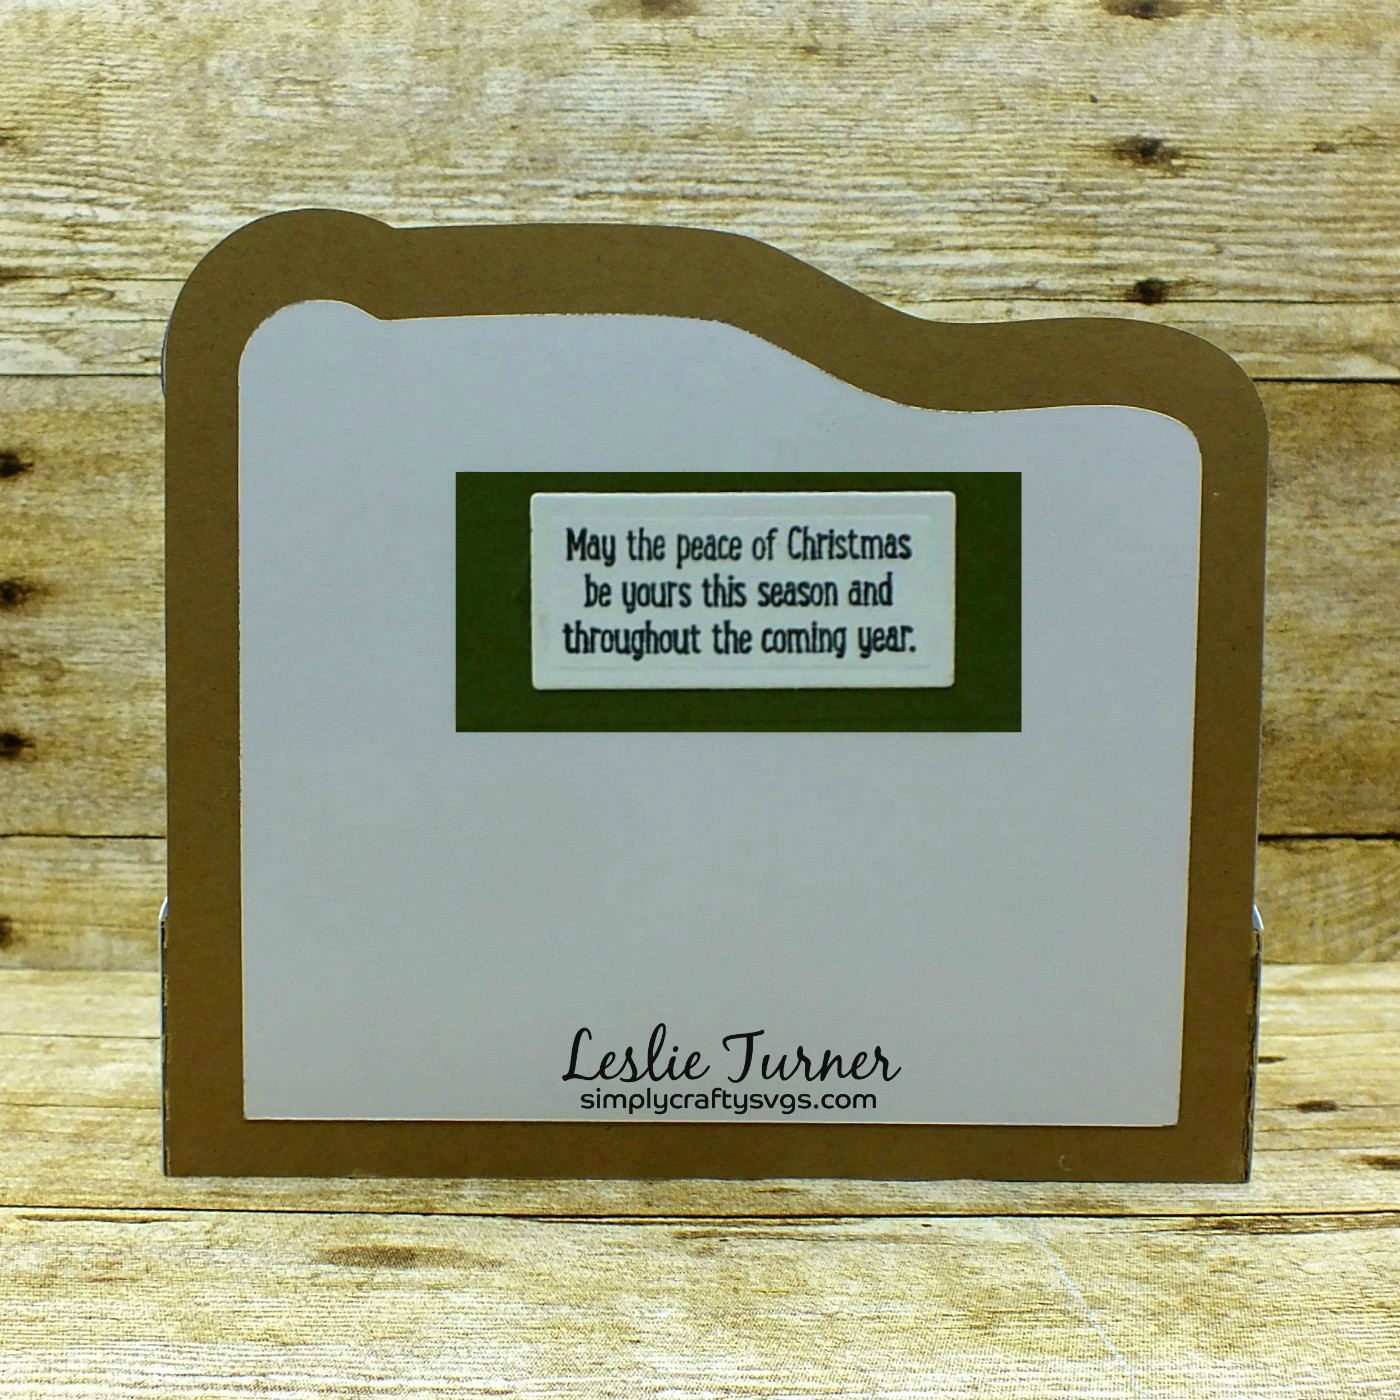 May the peace of Christmas
be yours this season and
throughout the coming year.
Leslie Turner
simplycraftysvgs.com